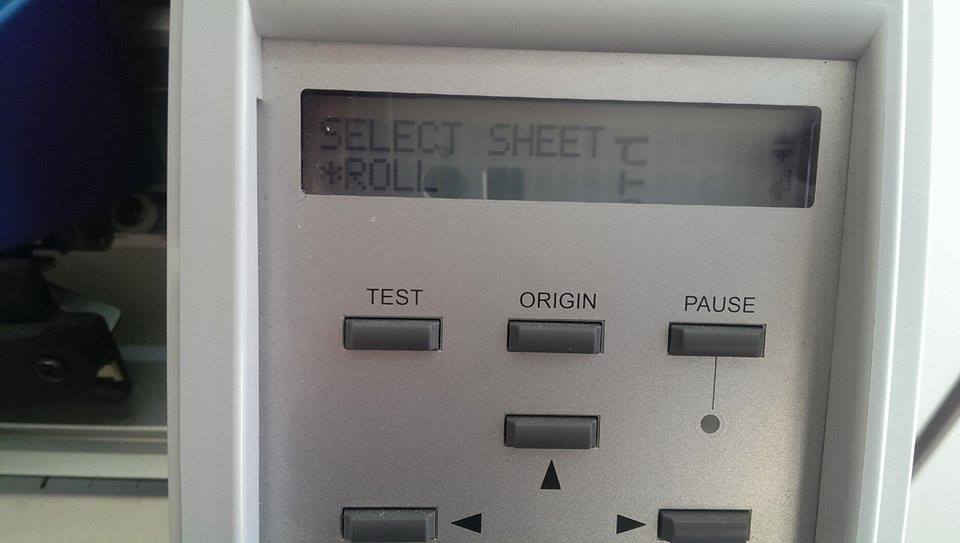 SELECT SHEET
*ROLL
TEST
ORIGIN
PAUSE